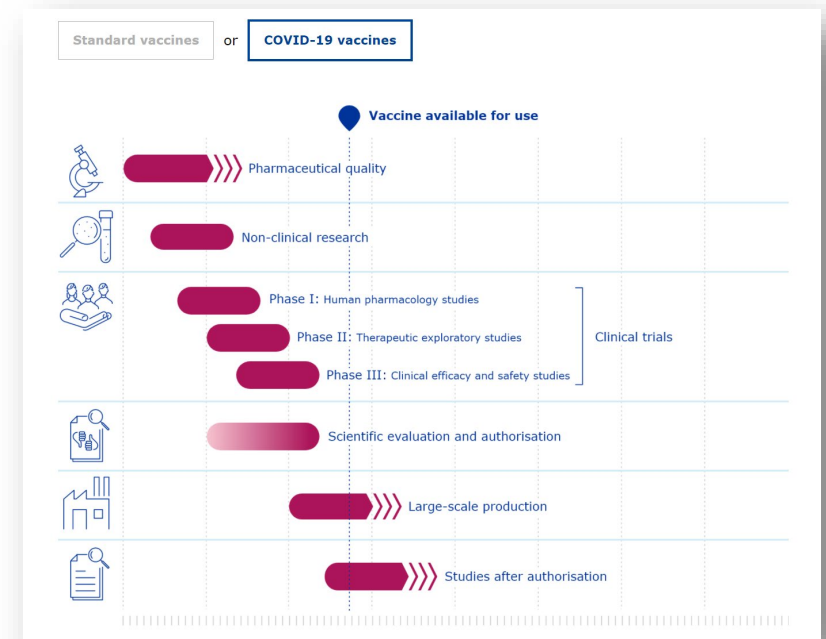 Standard vaccines or COVID-19 vaccines
Vaccine available for use
Pharmaceutical quality
Non-clinical research
Phase I: Human pharmacology studies
Phase II: Therapeutic exploratory studies
Clinical trials
Phase III: Clinical efficacy and safety studies
Scientific evaluation and authorisation
Large-scale production
Studies after authorisation